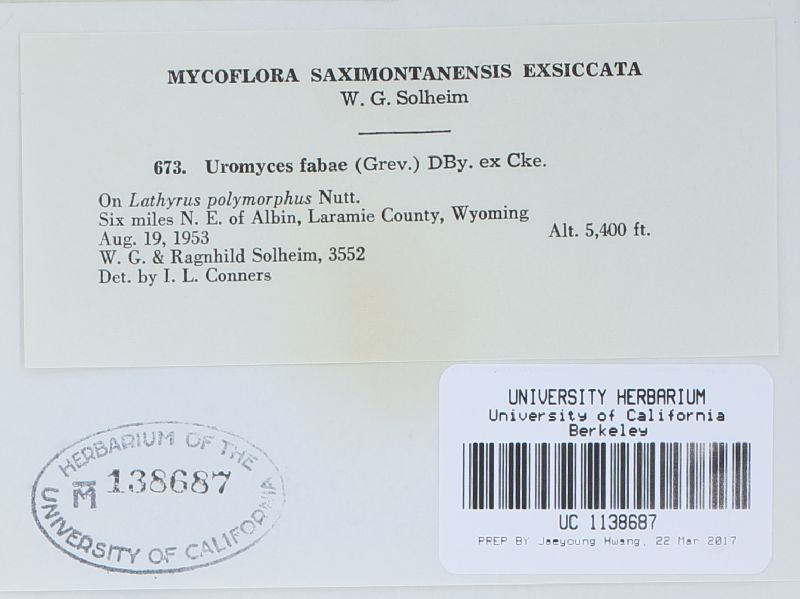 MYCOFLORA SAXIMONTANENSIS EXSICCATA
W. G. Solheim
673. Uromyces fabae (Grev.) DBy. ex Cke.
On Lathyrus polymorphus Nutt.
Six miles N. E. of Albin, Laramie County, Wyoming
Alt. 5,400 ft.
Aug. 19, 1953
W. G. & Ragnhild Solheim, 3552
Det. by I. L. Conners
HERBARIUM OF THE
M 138687
UNIVERSITY OF CALIFORNIA
UNIVERSITY HERBARIUM
University of California
Berkeley
UC 1138687
PREP BY Jaeyoung Hwang, 22 Mar 2017